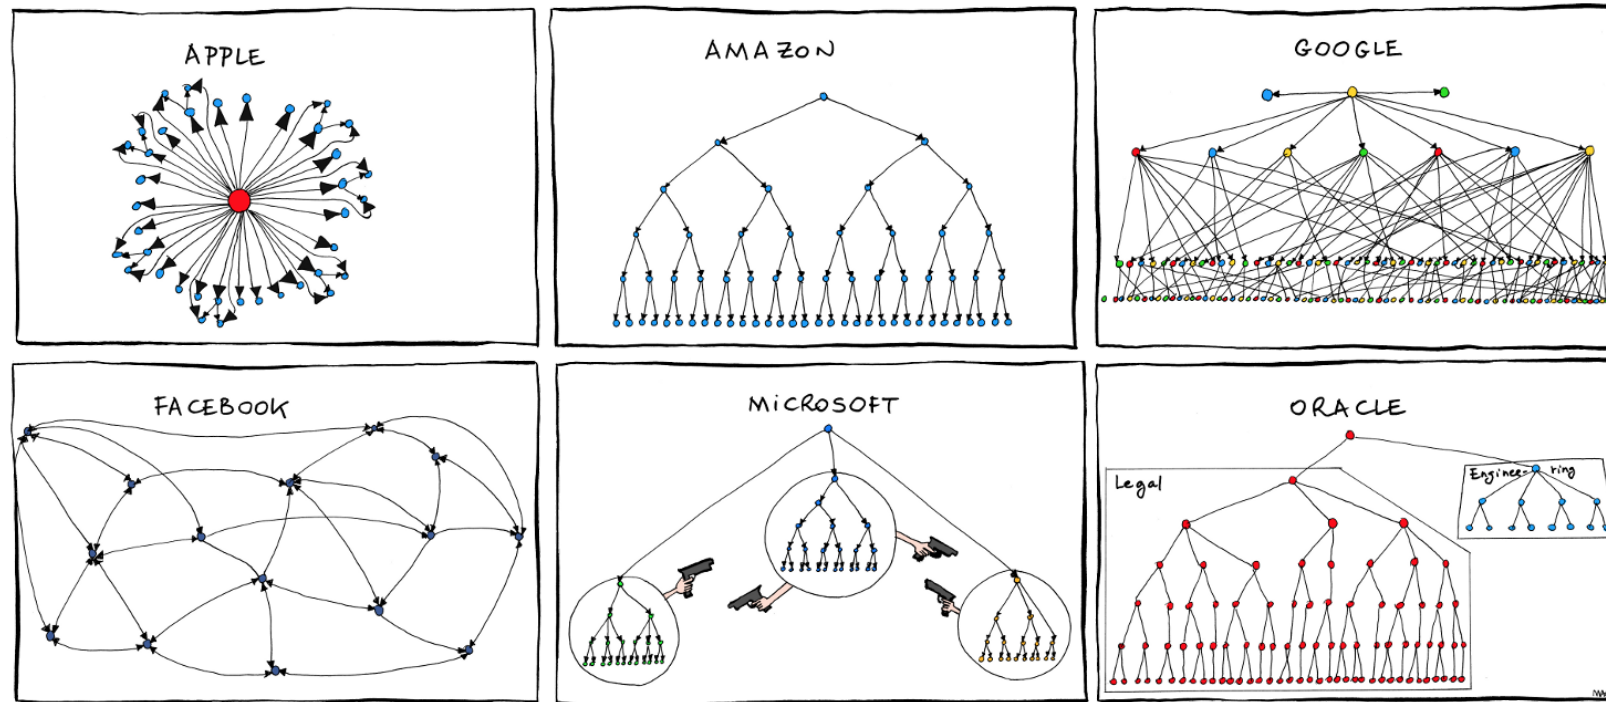 APPLE
AMAZON
GOOGLE
FACEBOOK
MiCROSOFT
ORACLE
Legal
Enginee- ring